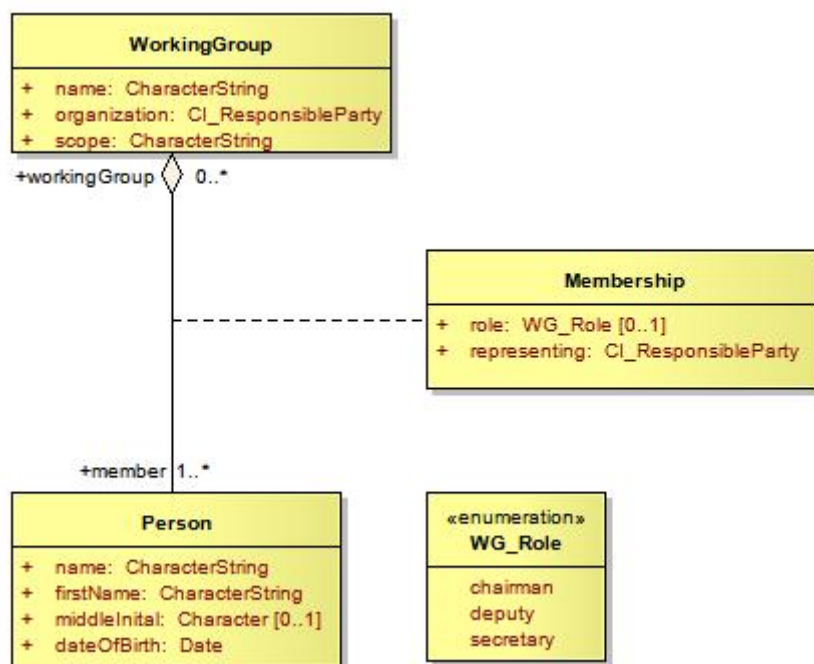 WorkingGroup
+ name: CharacterString
+ organization: CI_ResponsibleParty
+ scope: CharacterString
+workingGroup 0..*
Membership
+ role: WG_Role [0..1]
+ representing: CI_ResponsibleParty
+member 1..*
Person
+ name: CharacterString
+ firstName: CharacterString
+ middleInital: Character [0..1]
+ dateOfBirth: Date
«enumeration»
WG_Role
chairman
deputy
secretary